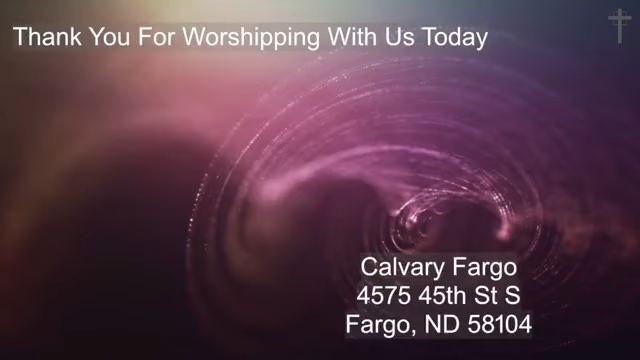 Thank You For Worshipping With Us Today
Calvary Fargo
4575 45th St S
Fargo, ND 58104